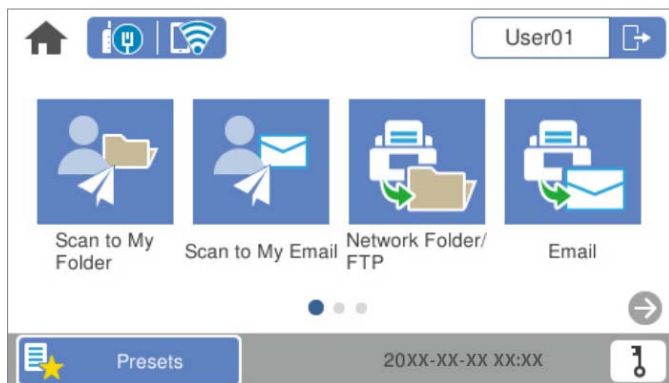 User01
Scan to My
Folder
Scan to My Email
Network Folder/
FTP
Email
Presets
20XX-XX-XX XX:XX